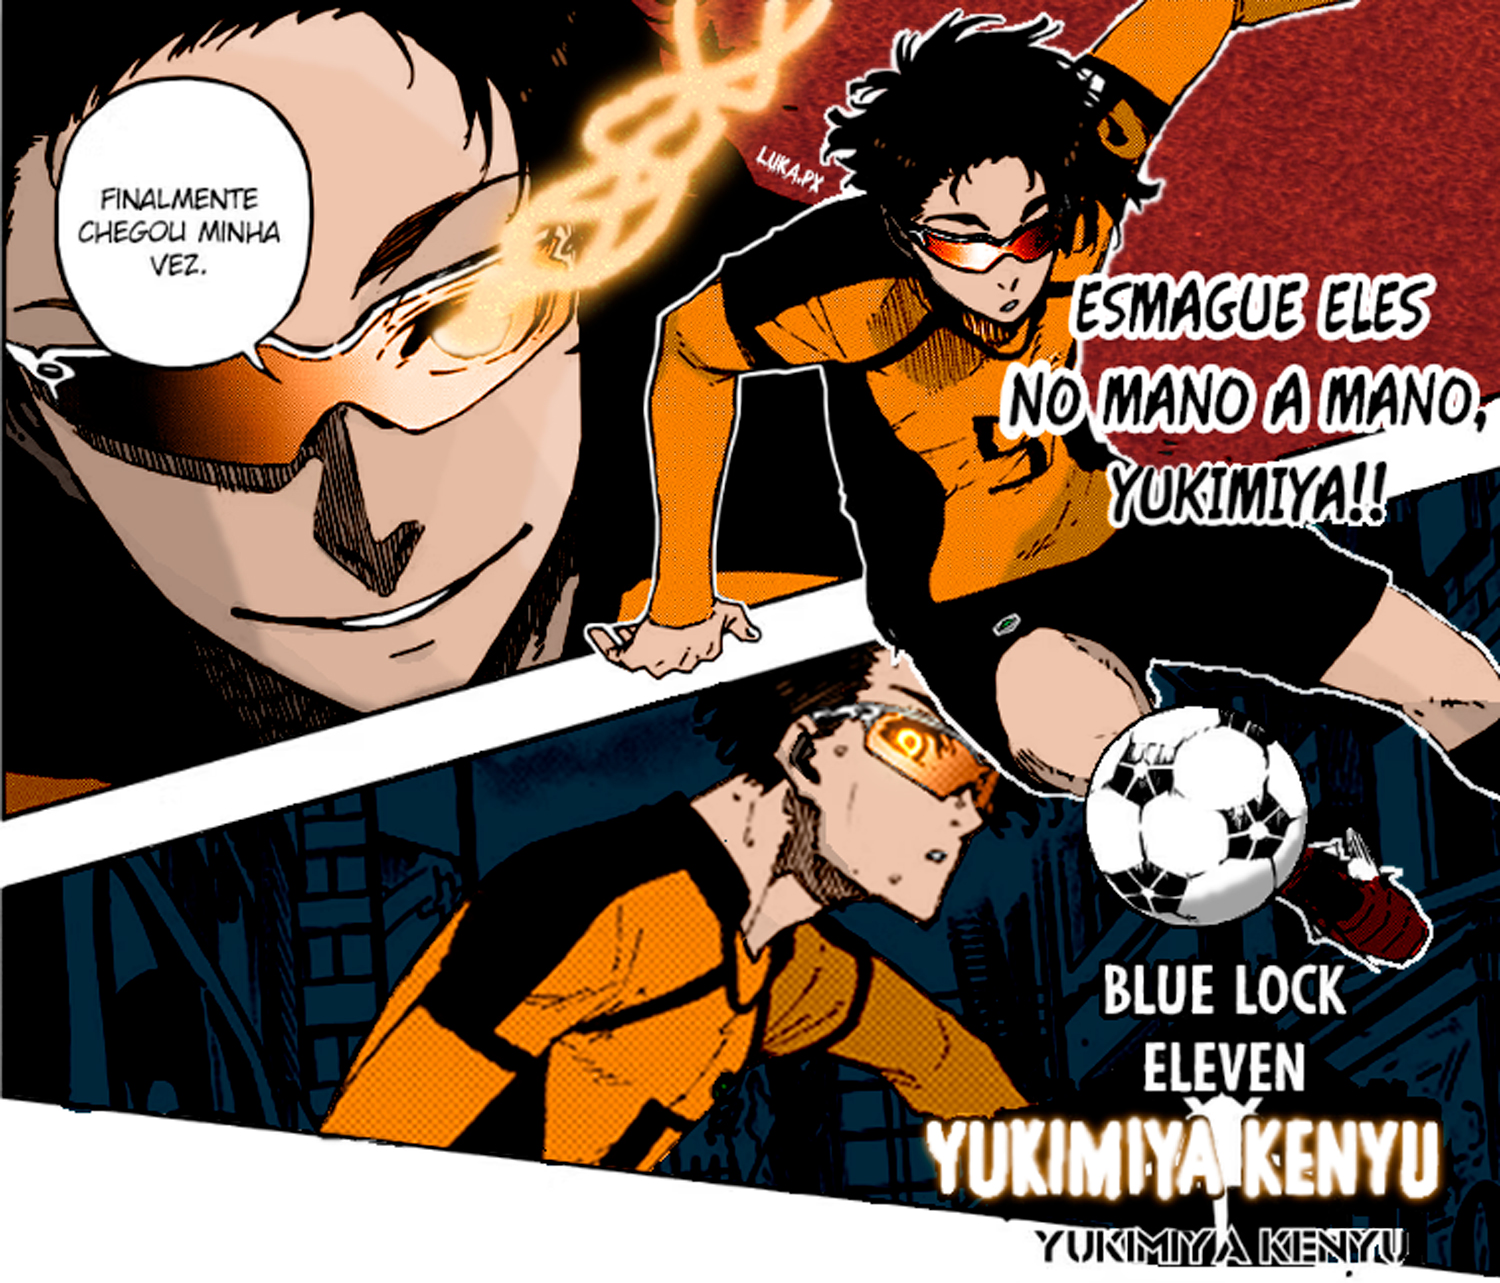 FINALMENTE
CHEGOU MINHA
VEZ.
LUKA.PX
ESMAGUE ELES
NO MANO A MANO,
YUKIMIYA!!
5
BLUE LOCK
ELEVEN
YUKIMIYA KENYU
YUKIMIYA KENYU